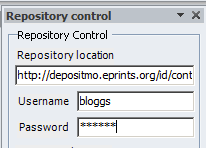 Repository control
Repository Control
Repository location
http://depositmo.eprints.org/id/cont
Username bloggs
Password ******